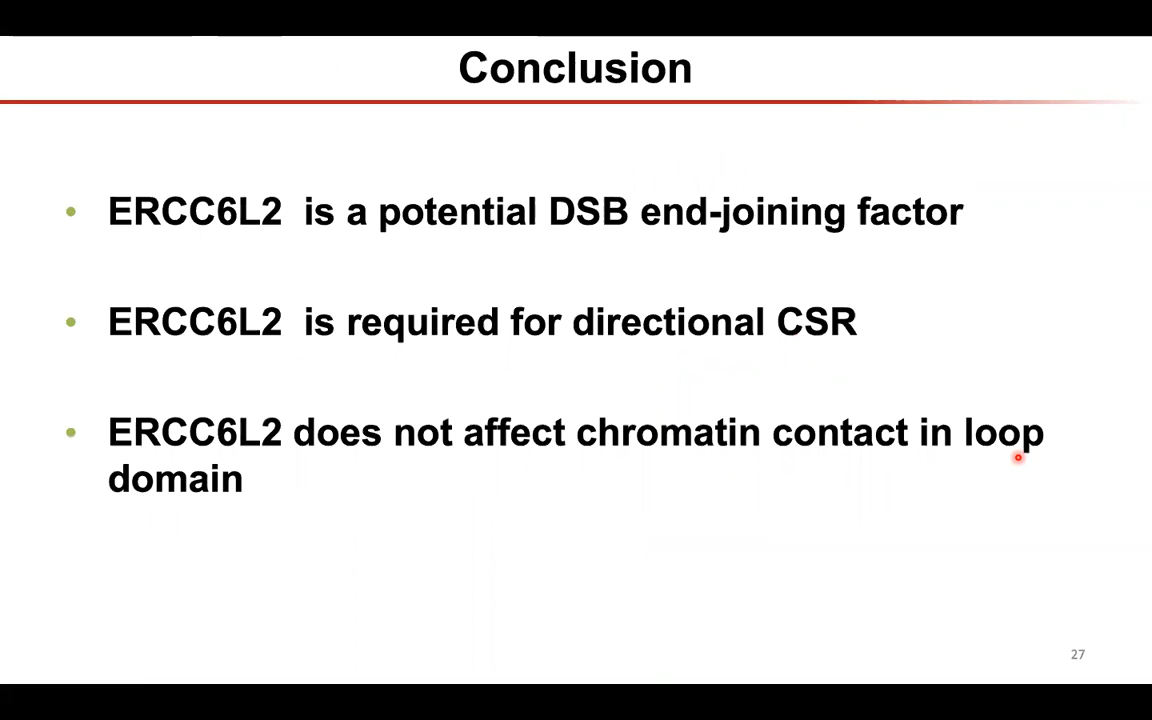 Conclusion
• ERCC6L2  is a potential DSB end-joining factor
• ERCC6L2  is required for directional CSR
• ERCC6L2 does not affect chromatin contact in loop
domain
27